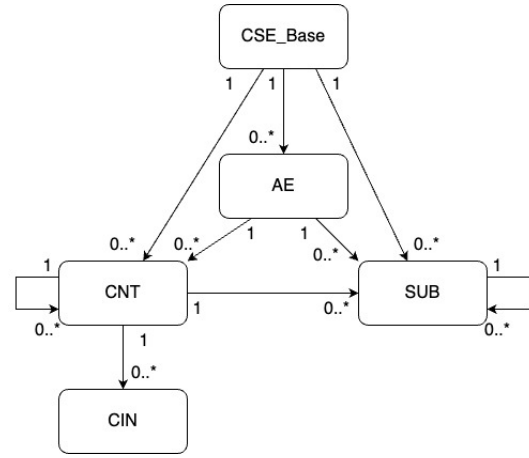 CSE_Base
1 1 1
0..*
AE
1 1
0..* 0..* 0..* 0..*
1 CNT SUB 1
1 0..*
0..* 0..*
1
0..*
CIN